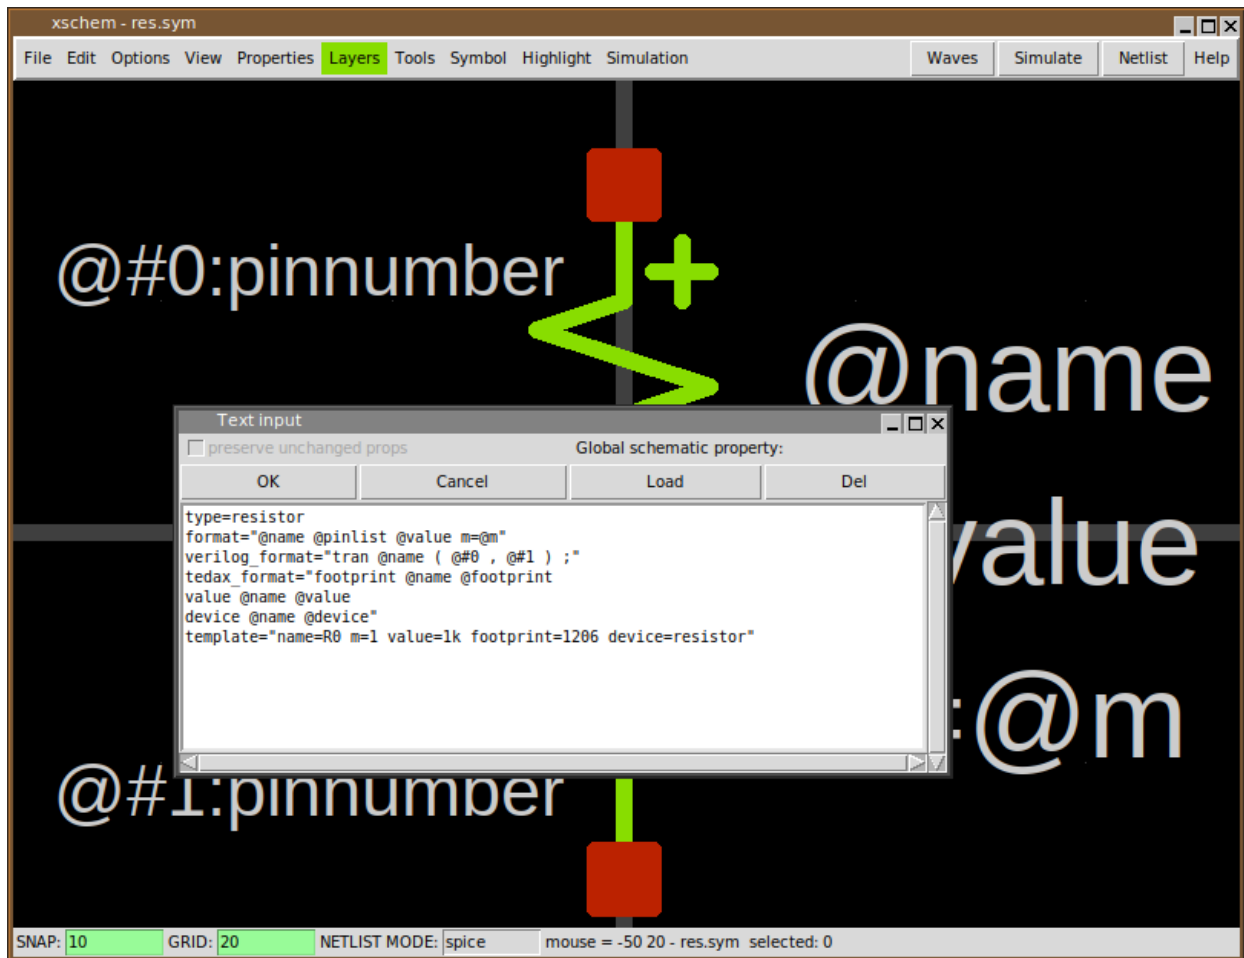 xschem - res.sym
File Edit Options View Properties Layers Tools Symbol Highlight Simulation Waves Simulate Netlist Help
@#0:pinnumber
@name
Text input
preserve unchanged props Global schematic property:
OK Cancel Load Del
type=resistor
format="@name @pinlist @value m=@m"
verilog_format="tran @name ( @#0 , @#1 ) ;"
tedax_format="footprint @name @footprint
value @name @value
device @name @device"
template="name=R0 m=1 value=1k footprint=1206 device=resistor"
value
=@m
@#1:pinnumber
SNAP: 10 GRID: 20 NETLIST MODE: spice mouse = -50 20 - res.sym selected: 0